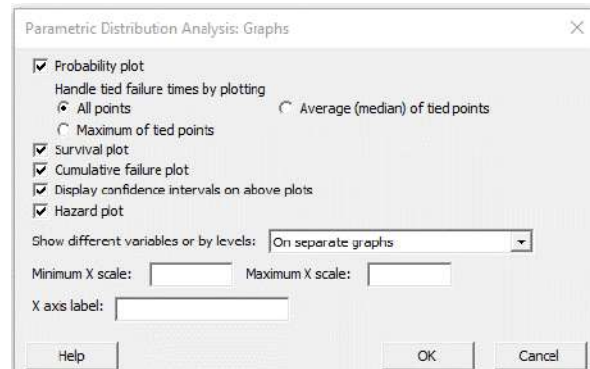 Parametric Distribution Analysis: Graphs
Probability plot
Handle tied failure times by plotting
All points Average (median) of tied points
Maximum of tied points
Survival plot
Cumulative failure plot
Display confidence intervals on above plots
Hazard plot
Show different variables or by levels: On separate graphs
Minimum X scale: Maximum X scale:
X axis label:
Help OK Cancel